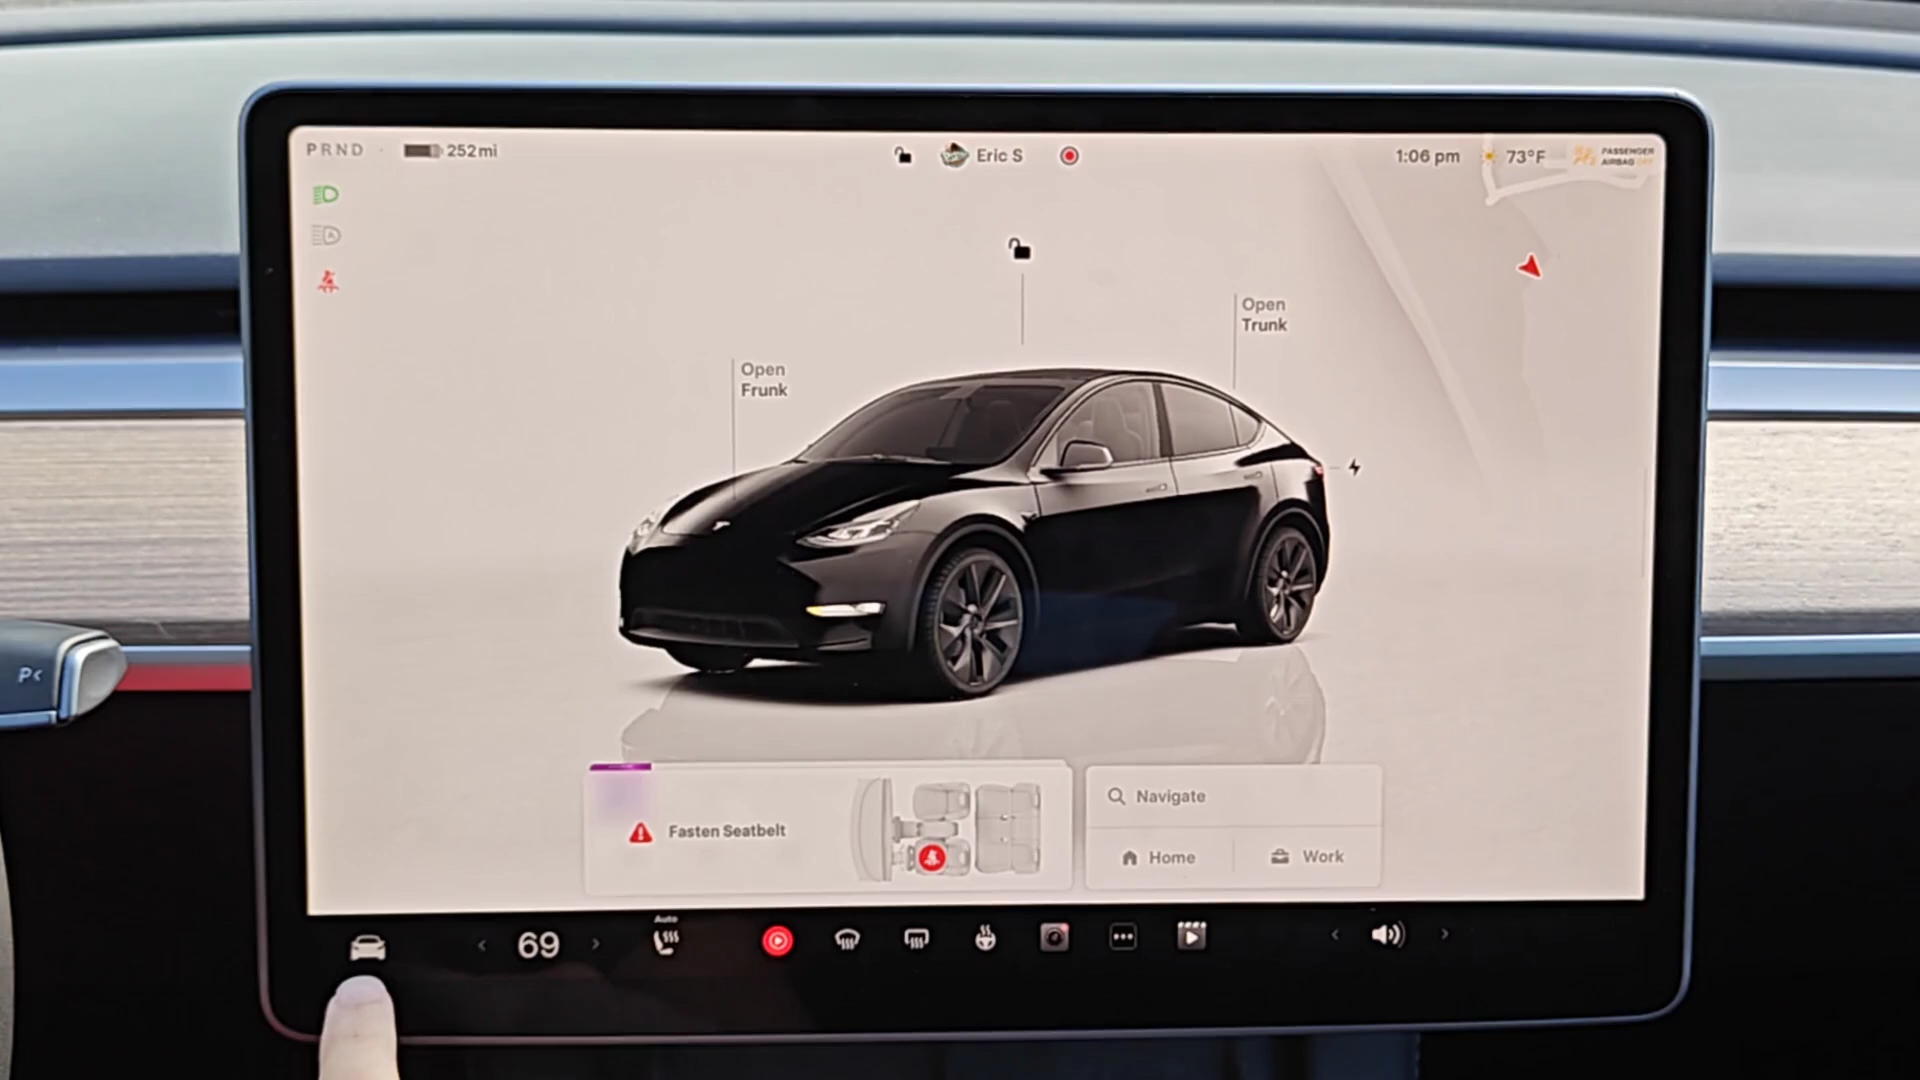 PRND
252mi
Eric S
1:06 pm
73°F
PASSENGER
AIRBAG OFF
Open
Trunk
Open
Frunk
P<
Fasten Seatbelt
Navigate
Home
Work
Auto
< 69 >
< >